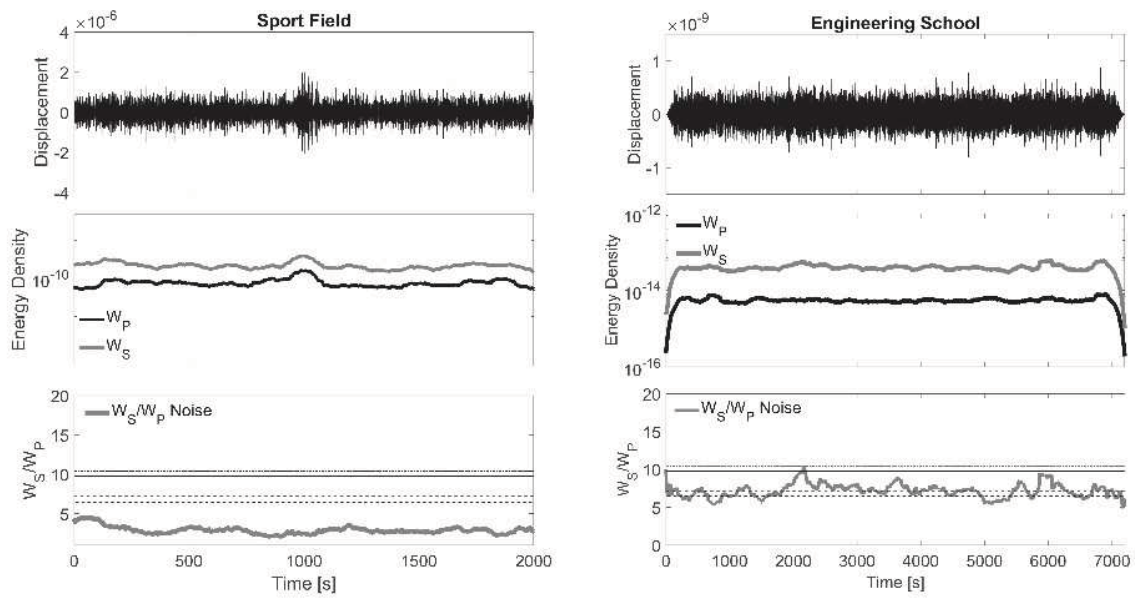 Sport Field
×10⁻⁶
4
2
0
-2
-4
Displacement
Energy Density
10⁻¹⁰
W_P
W_S
W_S/W_P
20
15
10
5
W_S/W_P Noise
0
500
1000
1500
2000
Time [s]
Engineering School
×10⁻⁹
1
0
-1
Displacement
Energy Density
10⁻¹²
10⁻¹⁴
10⁻¹⁶
W_P
W_S
W_S/W_P
20
15
10
5
0
W_S/W_P Noise
0
1000
2000
3000
4000
5000
6000
7000
Time [s]